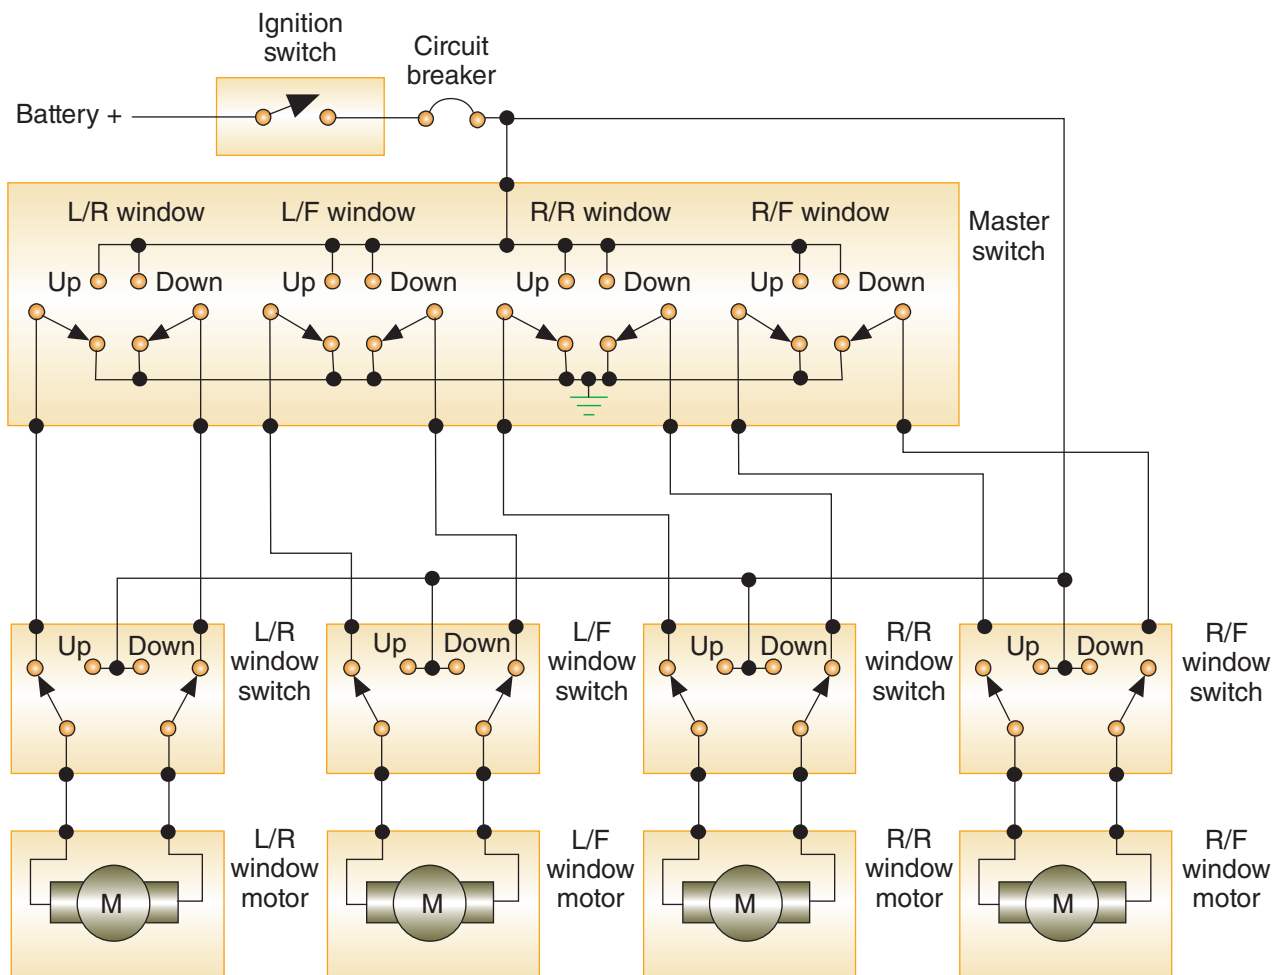 Ignition
switch
Circuit
breaker
Battery +
L/R window
L/F window
R/R window
R/F window
Master
switch
Up
Down
Up
Down
Up
Down
Up
Down
Up
Down
L/R
window
switch
Up
Down
L/F
window
switch
Up
Down
R/R
window
switch
Up
Down
R/F
window
switch
M
L/R
window
motor
M
L/F
window
motor
M
R/R
window
motor
M
R/F
window
motor